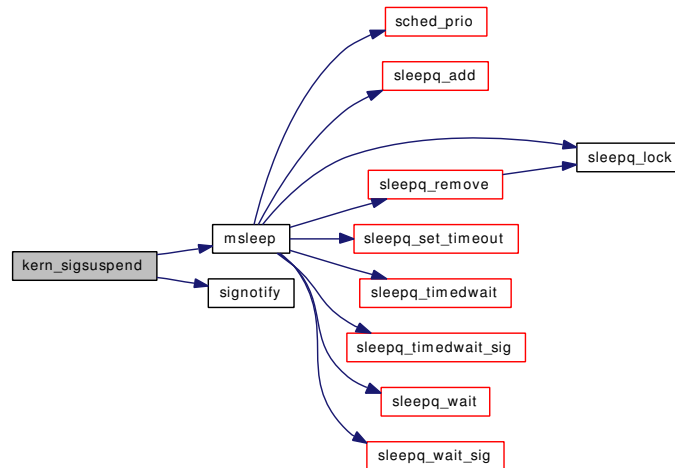 sched_prio
sleepq_add
sleepq_lock
sleepq_remove
msleep
sleepq_set_timeout
kern_sigsuspend
signotify
sleepq_timedwait
sleepq_timedwait_sig
sleepq_wait
sleepq_wait_sig